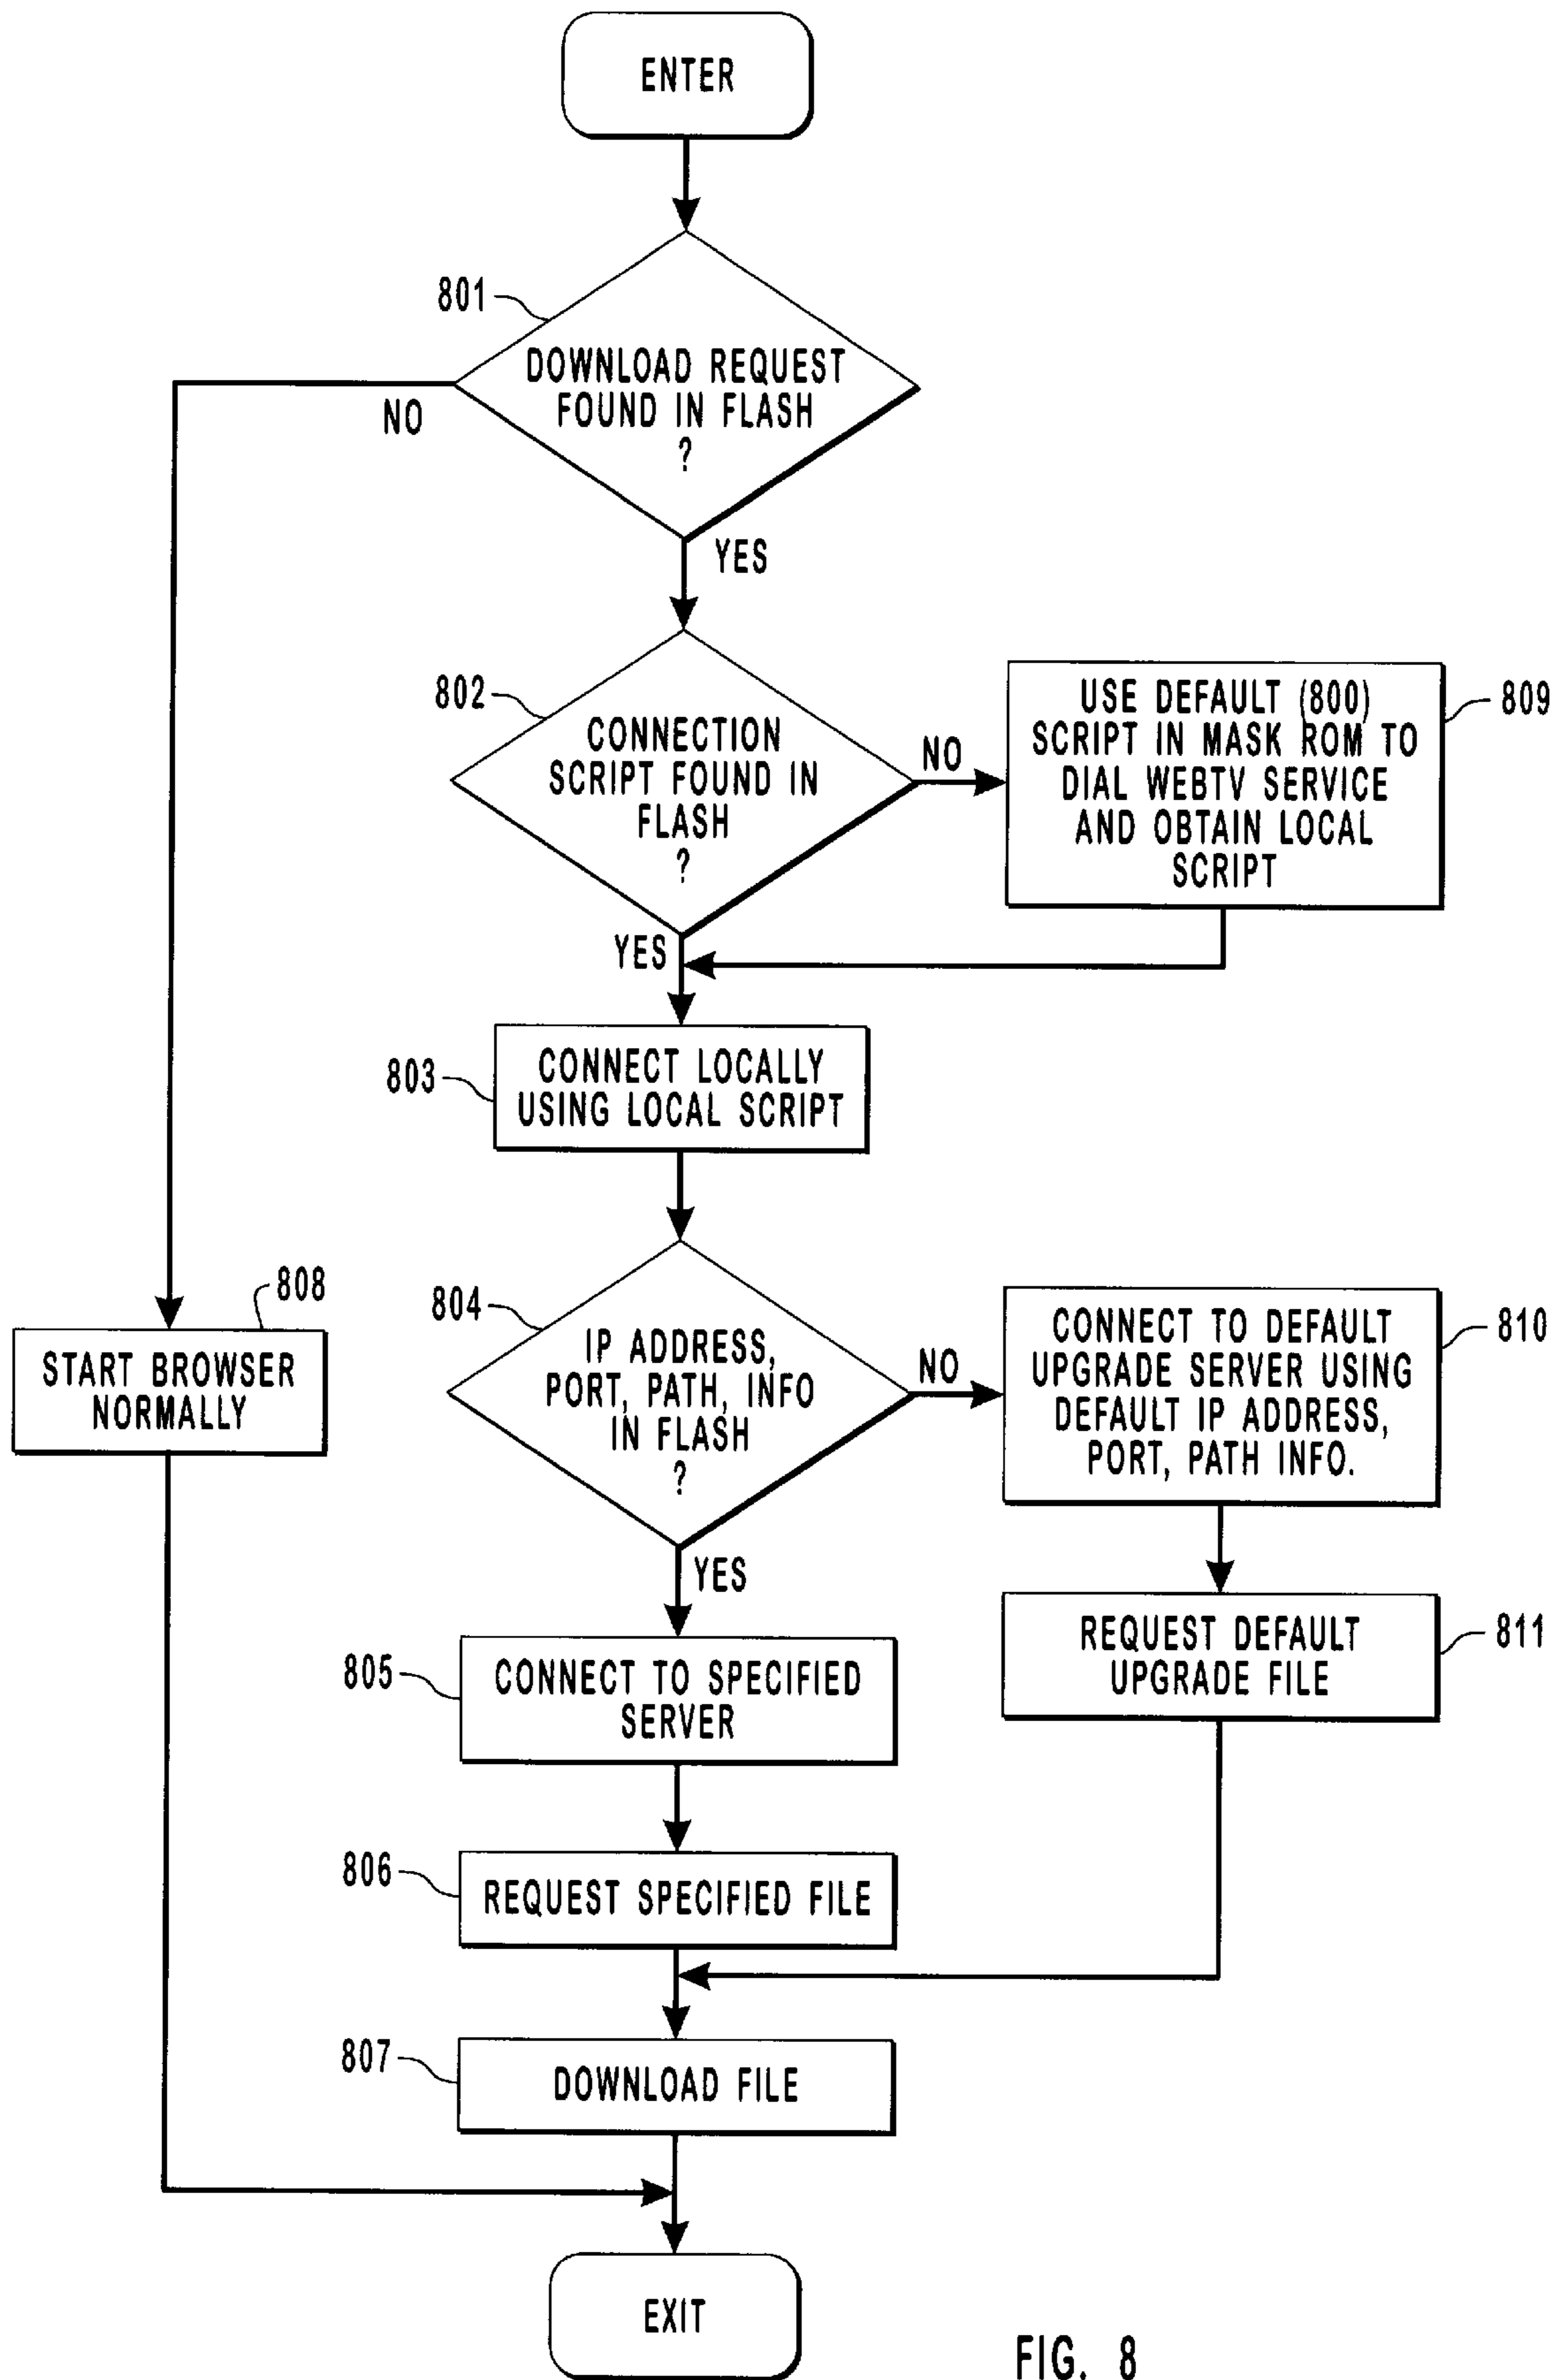 ENTER
801
DOWNLOAD REQUEST
FOUND IN FLASH
?
NO
YES
802
CONNECTION
SCRIPT FOUND IN
FLASH
?
NO
USE DEFAULT (800)
SCRIPT IN MASK ROM TO
DIAL WEBTV SERVICE
AND OBTAIN LOCAL
SCRIPT
809
YES
803
CONNECT LOCALLY
USING LOCAL SCRIPT
808
START BROWSER
NORMALLY
804
IP ADDRESS,
PORT, PATH, INFO
IN FLASH
?
NO
CONNECT TO DEFAULT
UPGRADE SERVER USING
DEFAULT IP ADDRESS,
PORT, PATH INFO.
810
YES
805
CONNECT TO SPECIFIED
SERVER
REQUEST DEFAULT
UPGRADE FILE
811
806
REQUEST SPECIFIED FILE
807
DOWNLOAD FILE
EXIT
FIG. 8